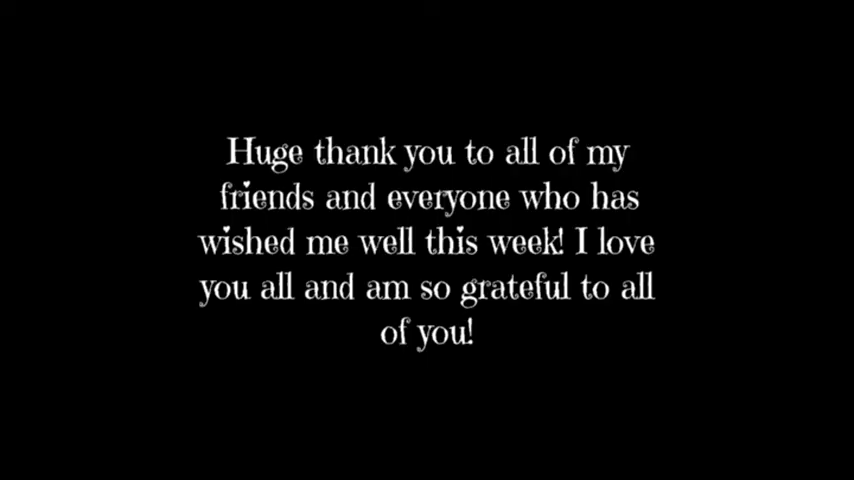 Huge thank you to all of my
friends and everyone who has
wished me well this week! I love
you all and am so grateful to all
of you!